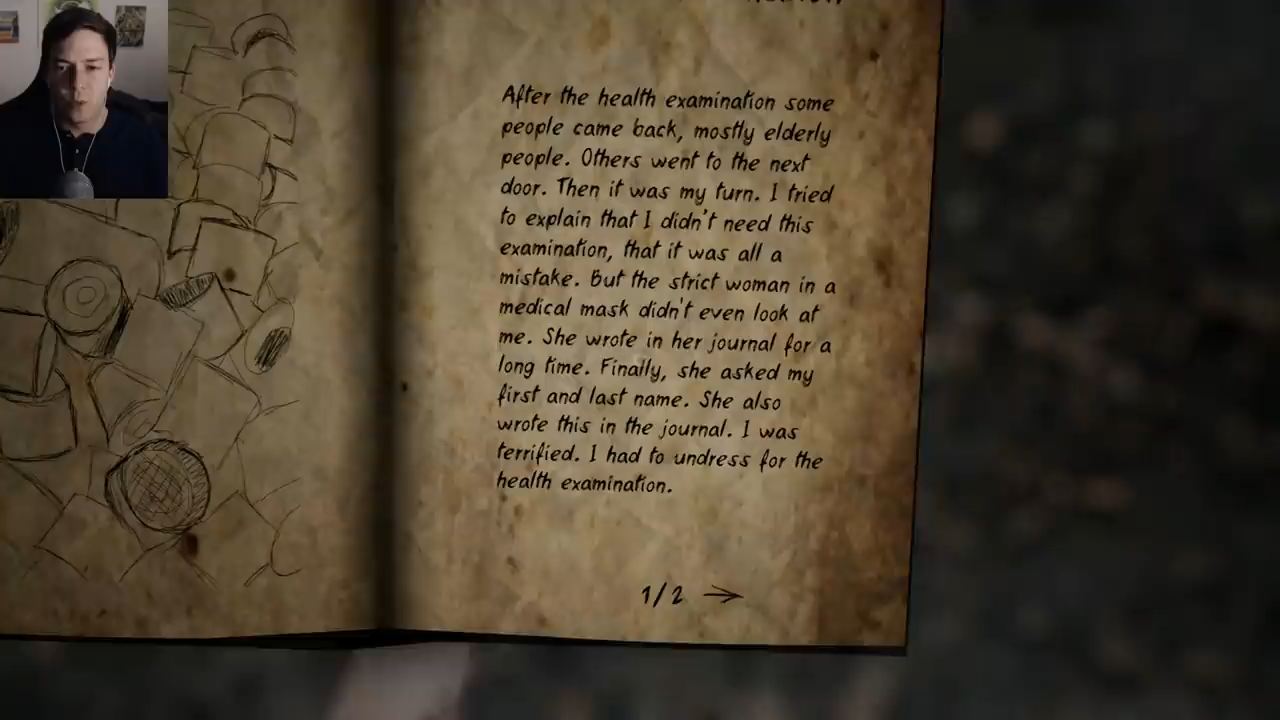 After the health examination some
people came back, mostly elderly
people. Others went to the next
door. Then it was my turn. I tried
to explain that I didn't need this
examination, that it was all a
mistake. But the strict woman in a
medical mask didn't even look at
me. She wrote in her journal for a
long time. Finally, she asked my
first and last name. She also
wrote this in the journal. I was
terrified. I had to undress for the
health examination.
1/2 →